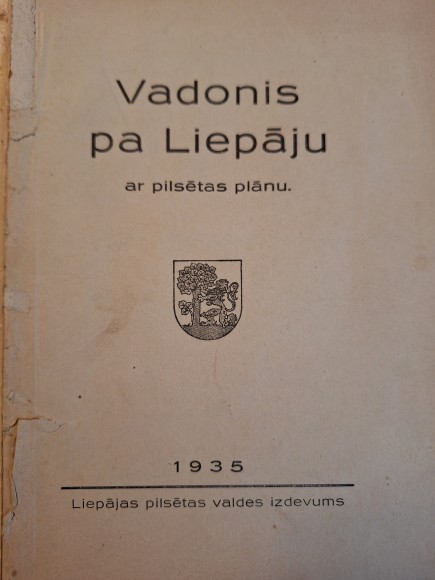 Vadonis
pa Liepāju
ar pilsētas plānu.
1935
Liepājas pilsētas valdes izdevums